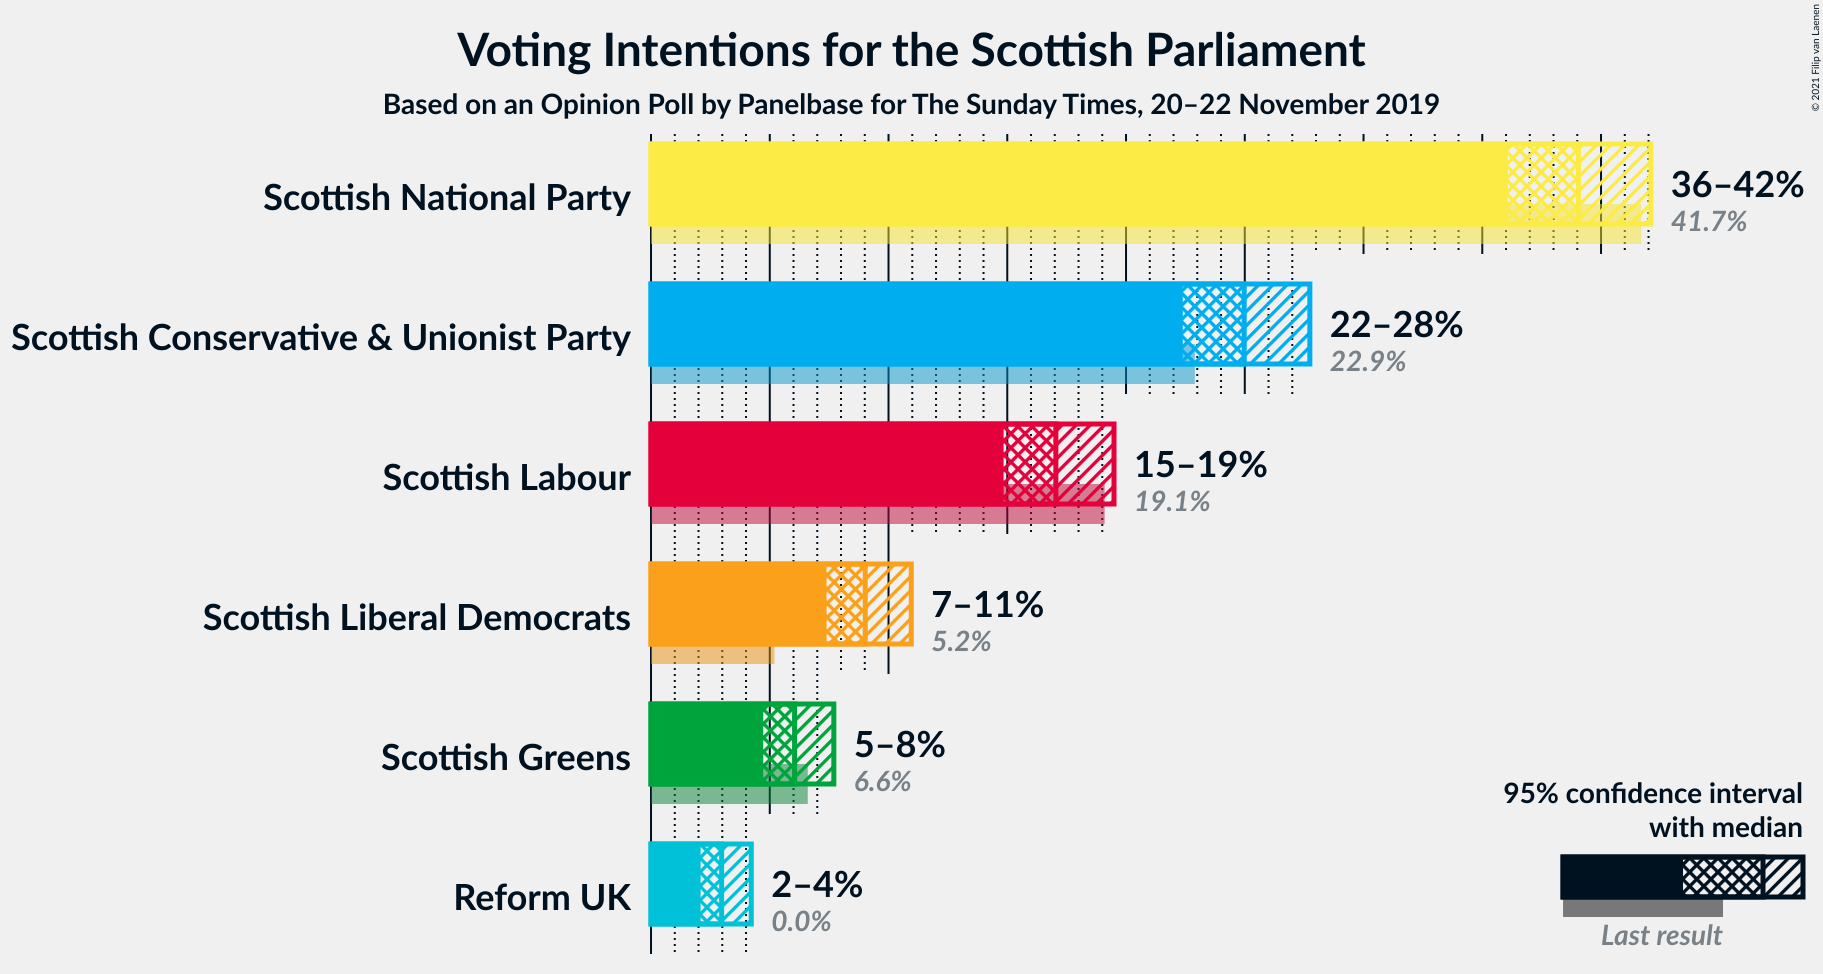 Voting Intentions for the Scottish Parliament
Based on an Opinion Poll by Panelbase for The Sunday Times, 20–22 November 2019
© 2021 Filip van Laenen
Scottish National Party
36–42%
41.7%
Scottish Conservative & Unionist Party
22–28%
22.9%
Scottish Labour
15–19%
19.1%
Scottish Liberal Democrats
7–11%
5.2%
Scottish Greens
5–8%
6.6%
Reform UK
2–4%
0.0%
95% confidence interval
with median
Last result